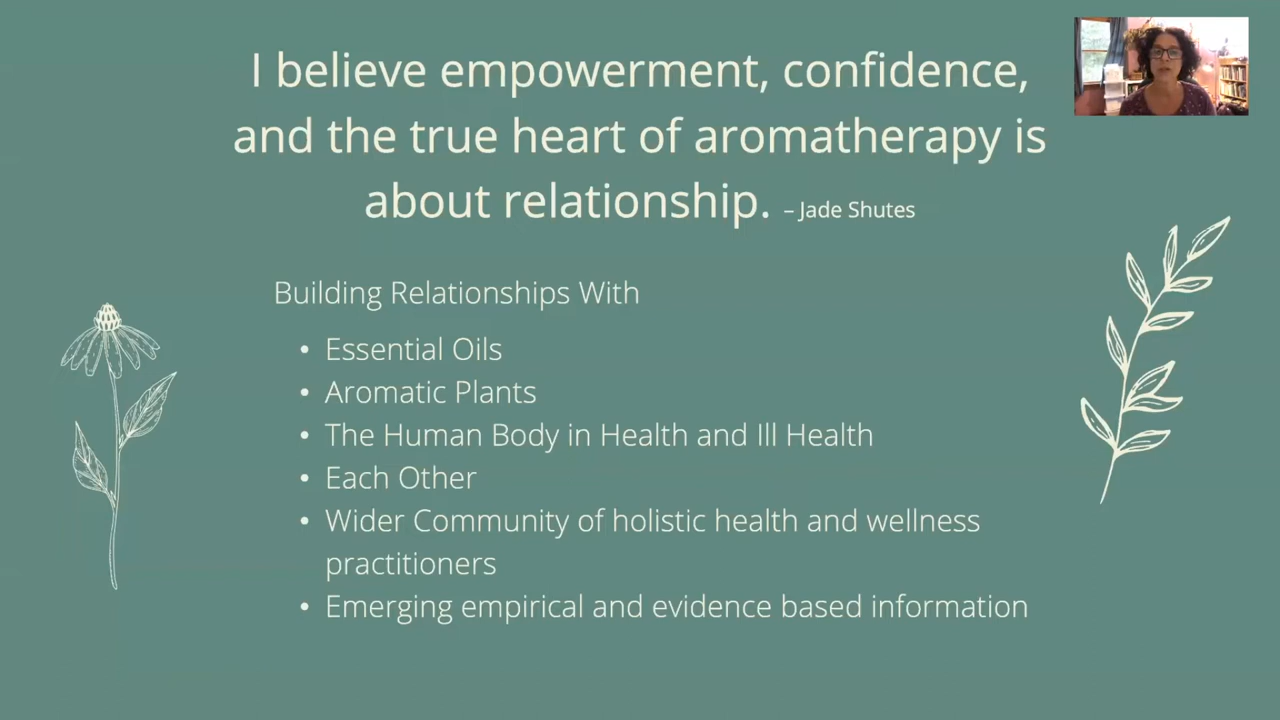 I believe empowerment, confidence,
and the true heart of aromatherapy is
about relationship. – Jade Shutes
Building Relationships With
• Essential Oils
• Aromatic Plants
• The Human Body in Health and Ill Health
• Each Other
• Wider Community of holistic health and wellness
practitioners
• Emerging empirical and evidence based information